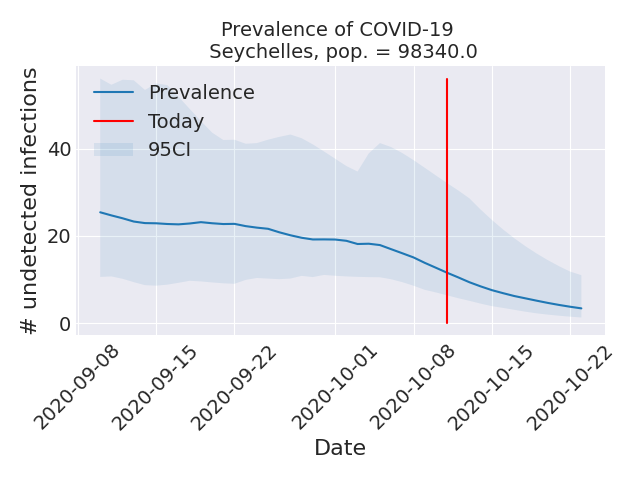 Prevalence of COVID-19
Seychelles, pop. = 98340.0
# undetected infections
40
20
0
Prevalence
Today
95CI
2020-09-08
2020-09-15
2020-09-22
2020-10-01
2020-10-08
2020-10-15
2020-10-22
Date